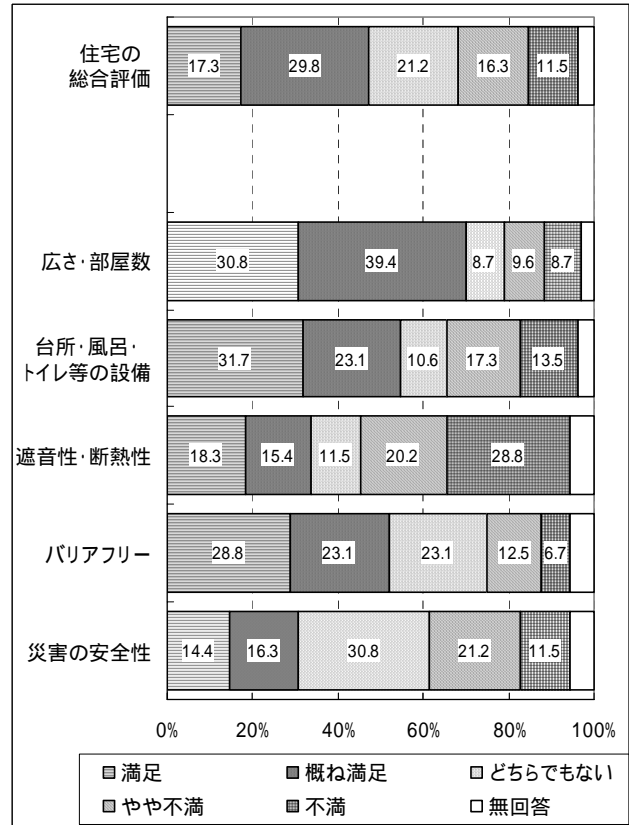 住宅の
総合評価
17.3 29.8 21.2 16.3 11.5
広さ・部屋数
30.8 39.4 8.7 9.6 8.7
台所・風呂・
トイレ等の設備
31.7 23.1 10.6 17.3 13.5
遮音性・断熱性
18.3 15.4 11.5 20.2 28.8
バリアフリー
28.8 23.1 23.1 12.5 6.7
災害の安全性
14.4 16.3 30.8 21.2 11.5
0% 20% 40% 60% 80% 100%
満足 概ね満足 どちらでもない
やや不満 不満 無回答